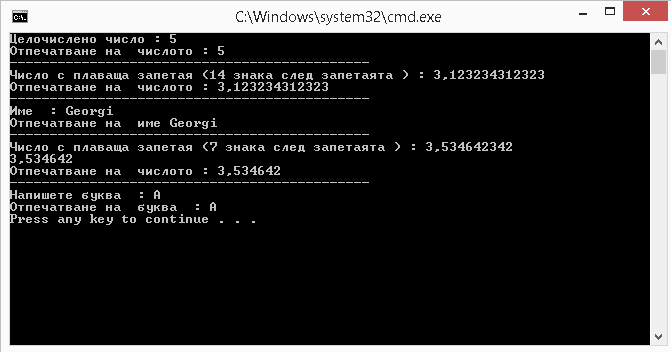 C:\Windows\system32\cmd.exe
Целочислено число : 5
Отпечатване на  числото : 5
---------------------------------------------
Число с плаваща запетая (14 знака след запетаята ) : 3,123234312323
Отпечатване на  числото : 3,123234312323
---------------------------------------------
Име  : Georgi
Отпечатване на  име Georgi
---------------------------------------------
Число с плаваща запетая (7 знака след запетаята ) : 3,534642342
3,534642
Отпечатване на  числото : 3,534642
---------------------------------------------
Напишете буква  : A
Отпечатване на  буква  : A
Press any key to continue . . .